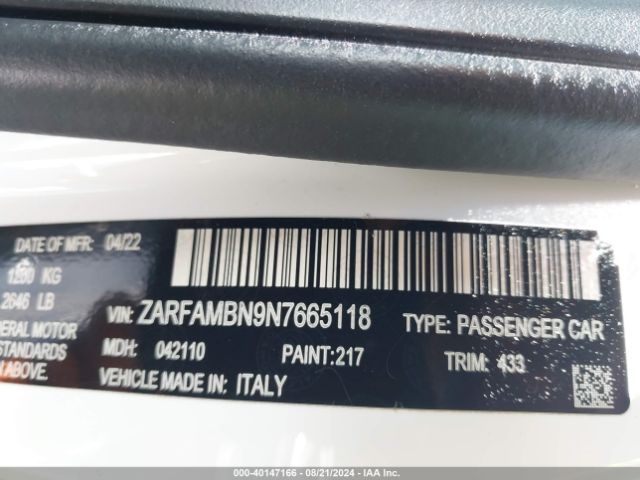 DATE OF MFR: 04/22
1200 KG
2646 LB
VIN: ZARFAMBN9N7665118
TYPE: PASSENGER CAR
MOTOR
STANDARDS
ABOVE.
MDH: 042110
PAINT:217
TRIM: 433
VEHICLE MADE IN: ITALY
000-40147166 - 08/21/2024 - IAA Inc.